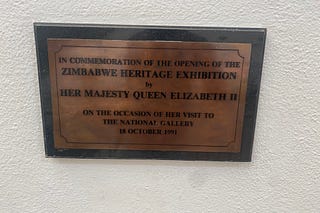 IN COMMEMORATION OF THE OPENING OF THE
ZIMBABWE HERITAGE EXHIBITION
by
HER MAJESTY QUEEN ELIZABETH II
ON THE OCCASION OF HER VISIT TO
THE NATIONAL GALLERY
18 OCTOBER 1991